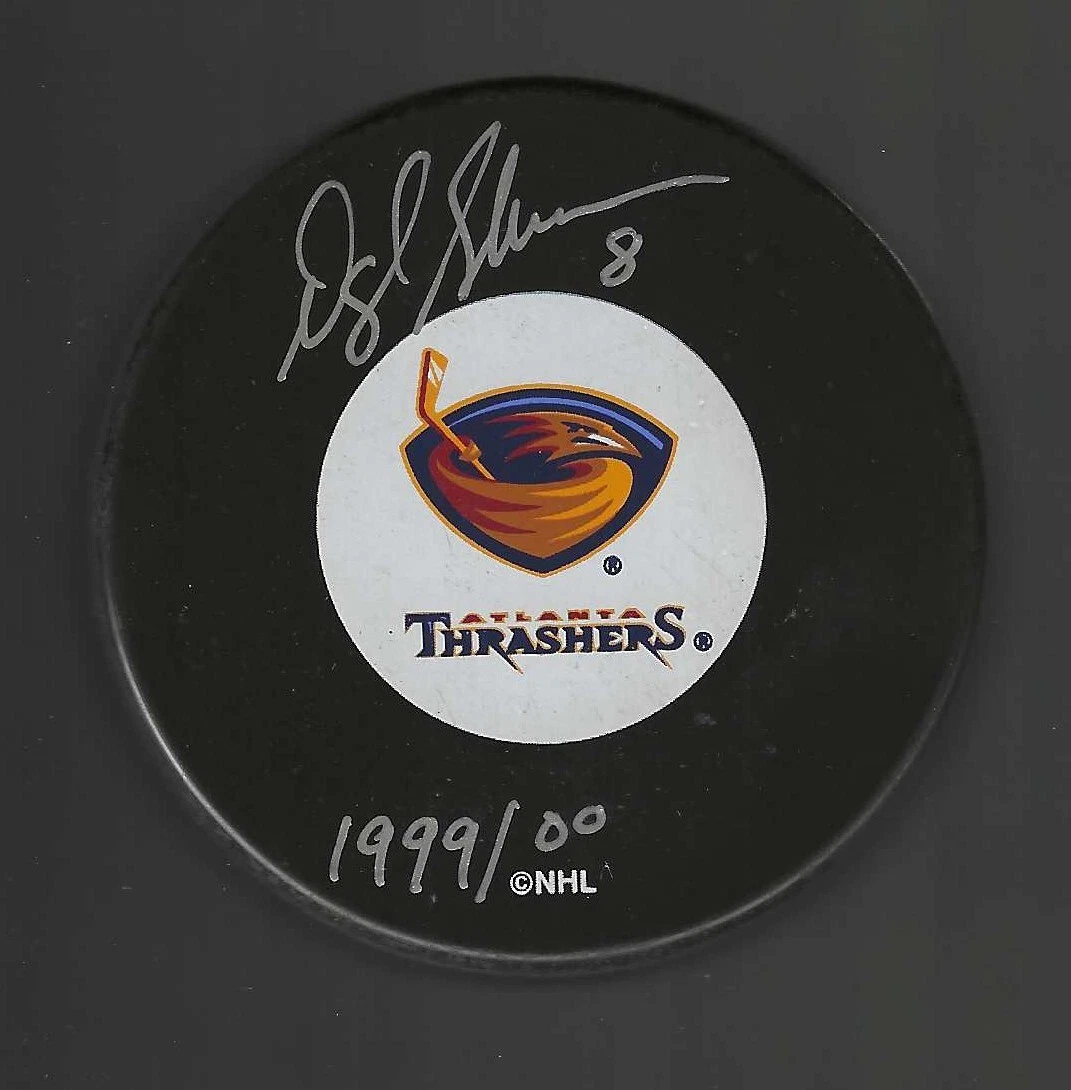 8
®
ATLANTA
THRASHERS ®
1999/00
©NHL